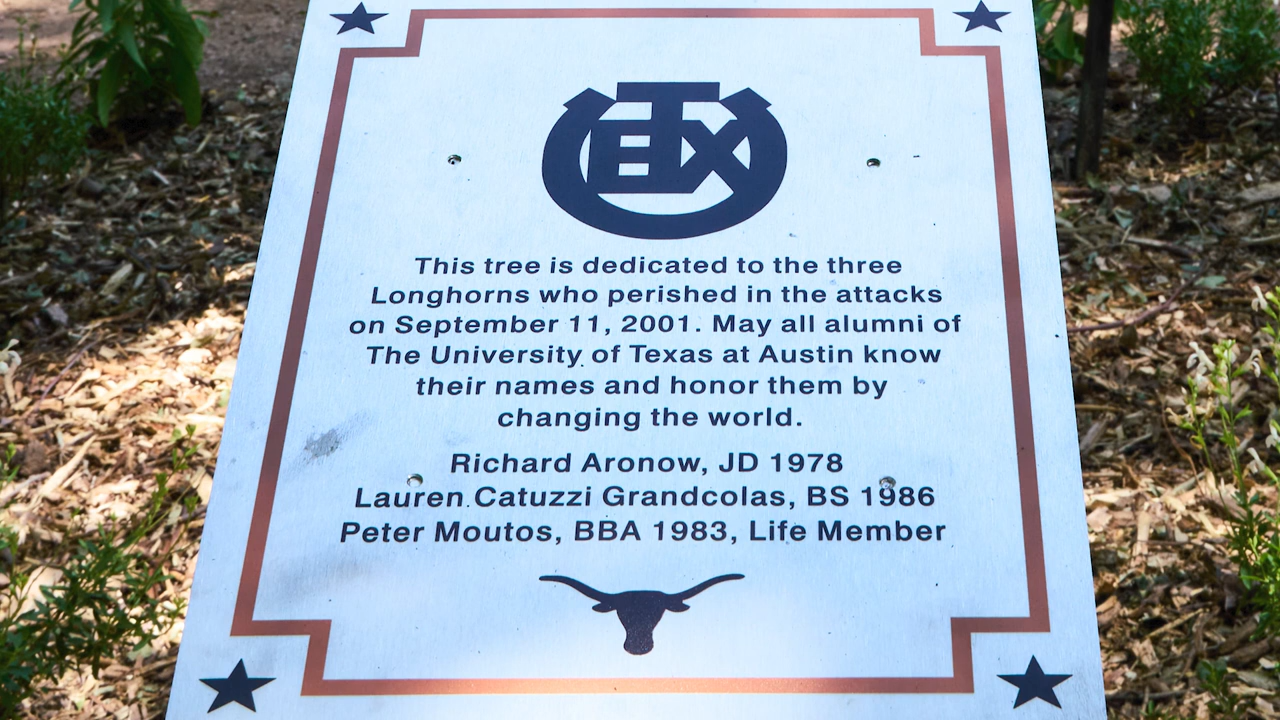 UTEX
This tree is dedicated to the three
Longhorns who perished in the attacks
on September 11, 2001. May all alumni of
The University of Texas at Austin know
their names and honor them by
changing the world.
Richard Aronow, JD 1978
Lauren Catuzzi Grandcolas, BS 1986
Peter Moutos, BBA 1983, Life Member